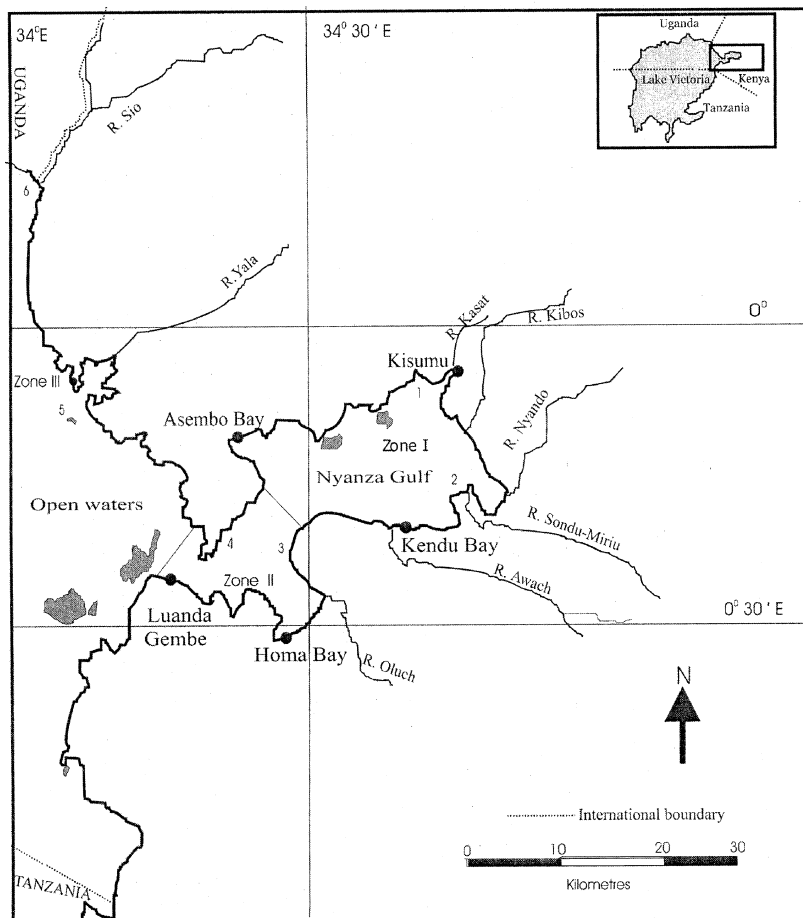 34°E
34° 30 ' E
Uganda
Lake Victoria
Kenya
Tanzania
UGANDA
R. Sio
6
R.Yala
R. Kasat
R. Kibos
0°
Kisumu
Zone III
1
5
Asembo Bay
Zone I
R. Nyando
Nyanza Gulf
2
Open waters
R. Sondu-Miriu
4
3
Kendu Bay
Zone II
R. Awach
Luanda
Gembe
0° 30 ' E
Homa Bay
R. Oluch
N
International boundary
0
10
20
30
Kilometres
TANZANIA